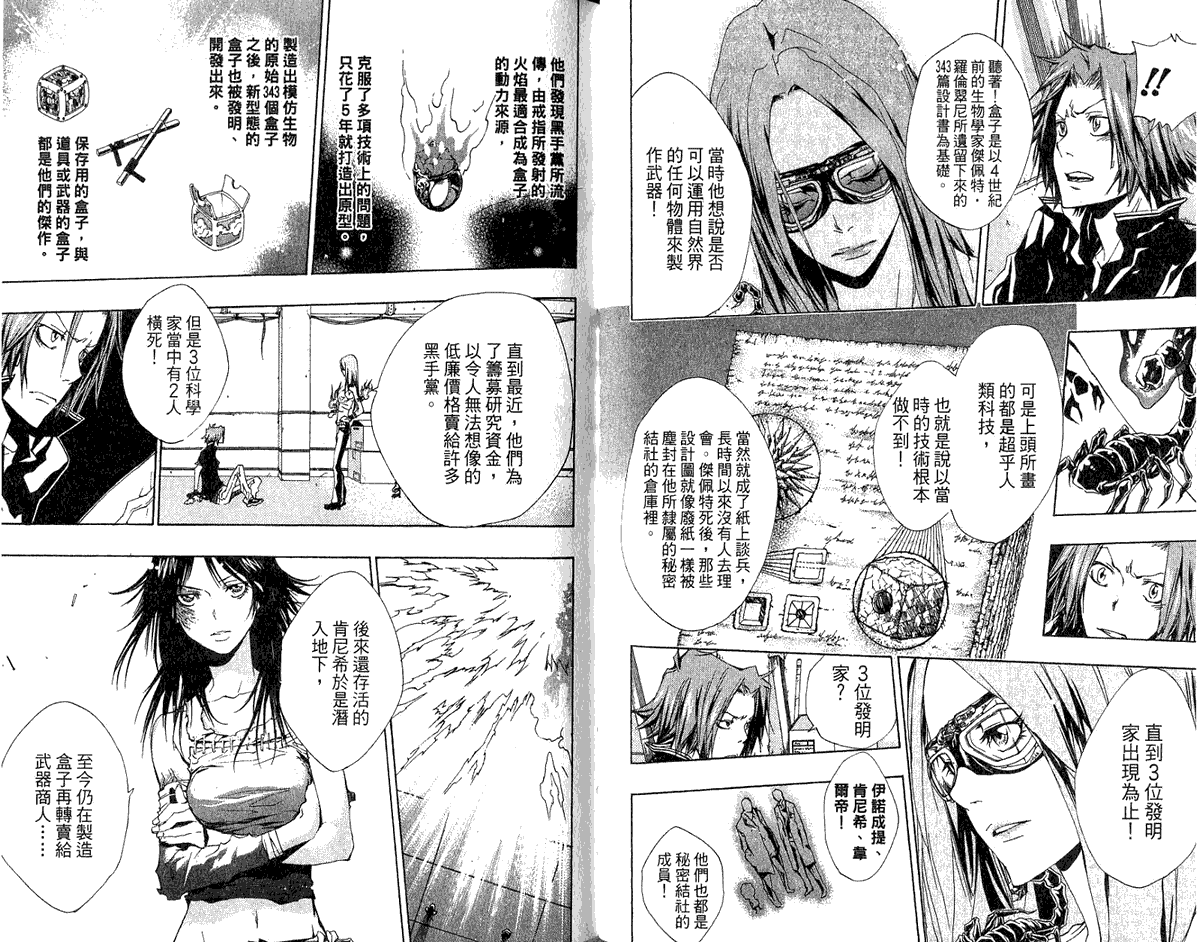 !!
聽著！盒子是以4世紀
前的生物學家傑佩特．
羅倫翠尼所遺留下來的
343篇設計書為基礎。
當時他想說是否
可以運用自然界
的任何物體來製
作武器！
可是上頭所畫
的都是超乎人
類科技，
也就是說以當
時的技術根本
做不到！
當然就成了紙上談兵，
長時間以來沒有人去理
會。傑佩特死後，那些
設計圖就像廢紙一樣被
塵封在他所隸屬的秘密
結社的倉庫裡。
直到3位發明
家出現為止！
3位發明
家？
伊諾成提、
肯尼希、韋
爾帝！
他們也都是
秘密結社的
成員！
他們發現黑手黨所流
傳，由戒指所發射的
火焰最適合成為盒子
的動力來源，
克服了多項技術上的問題，
只花了5年就打造出原型。
製造出模仿生物
的原始343個盒子
之後，新型態的
盒子也被發明、
開發出來。
保存用的盒子，與
道具或武器的盒子
都是他們的傑作。
直到最近，他們為
了籌募研究資金，
以令人無法想像的
低廉價格賣給許多
黑手黨。
但是3位科學
家當中有2人
橫死！
後來還存活的
肯尼希於是潛
入地下，
至今仍在製造
盒子再轉賣給
武器商人……